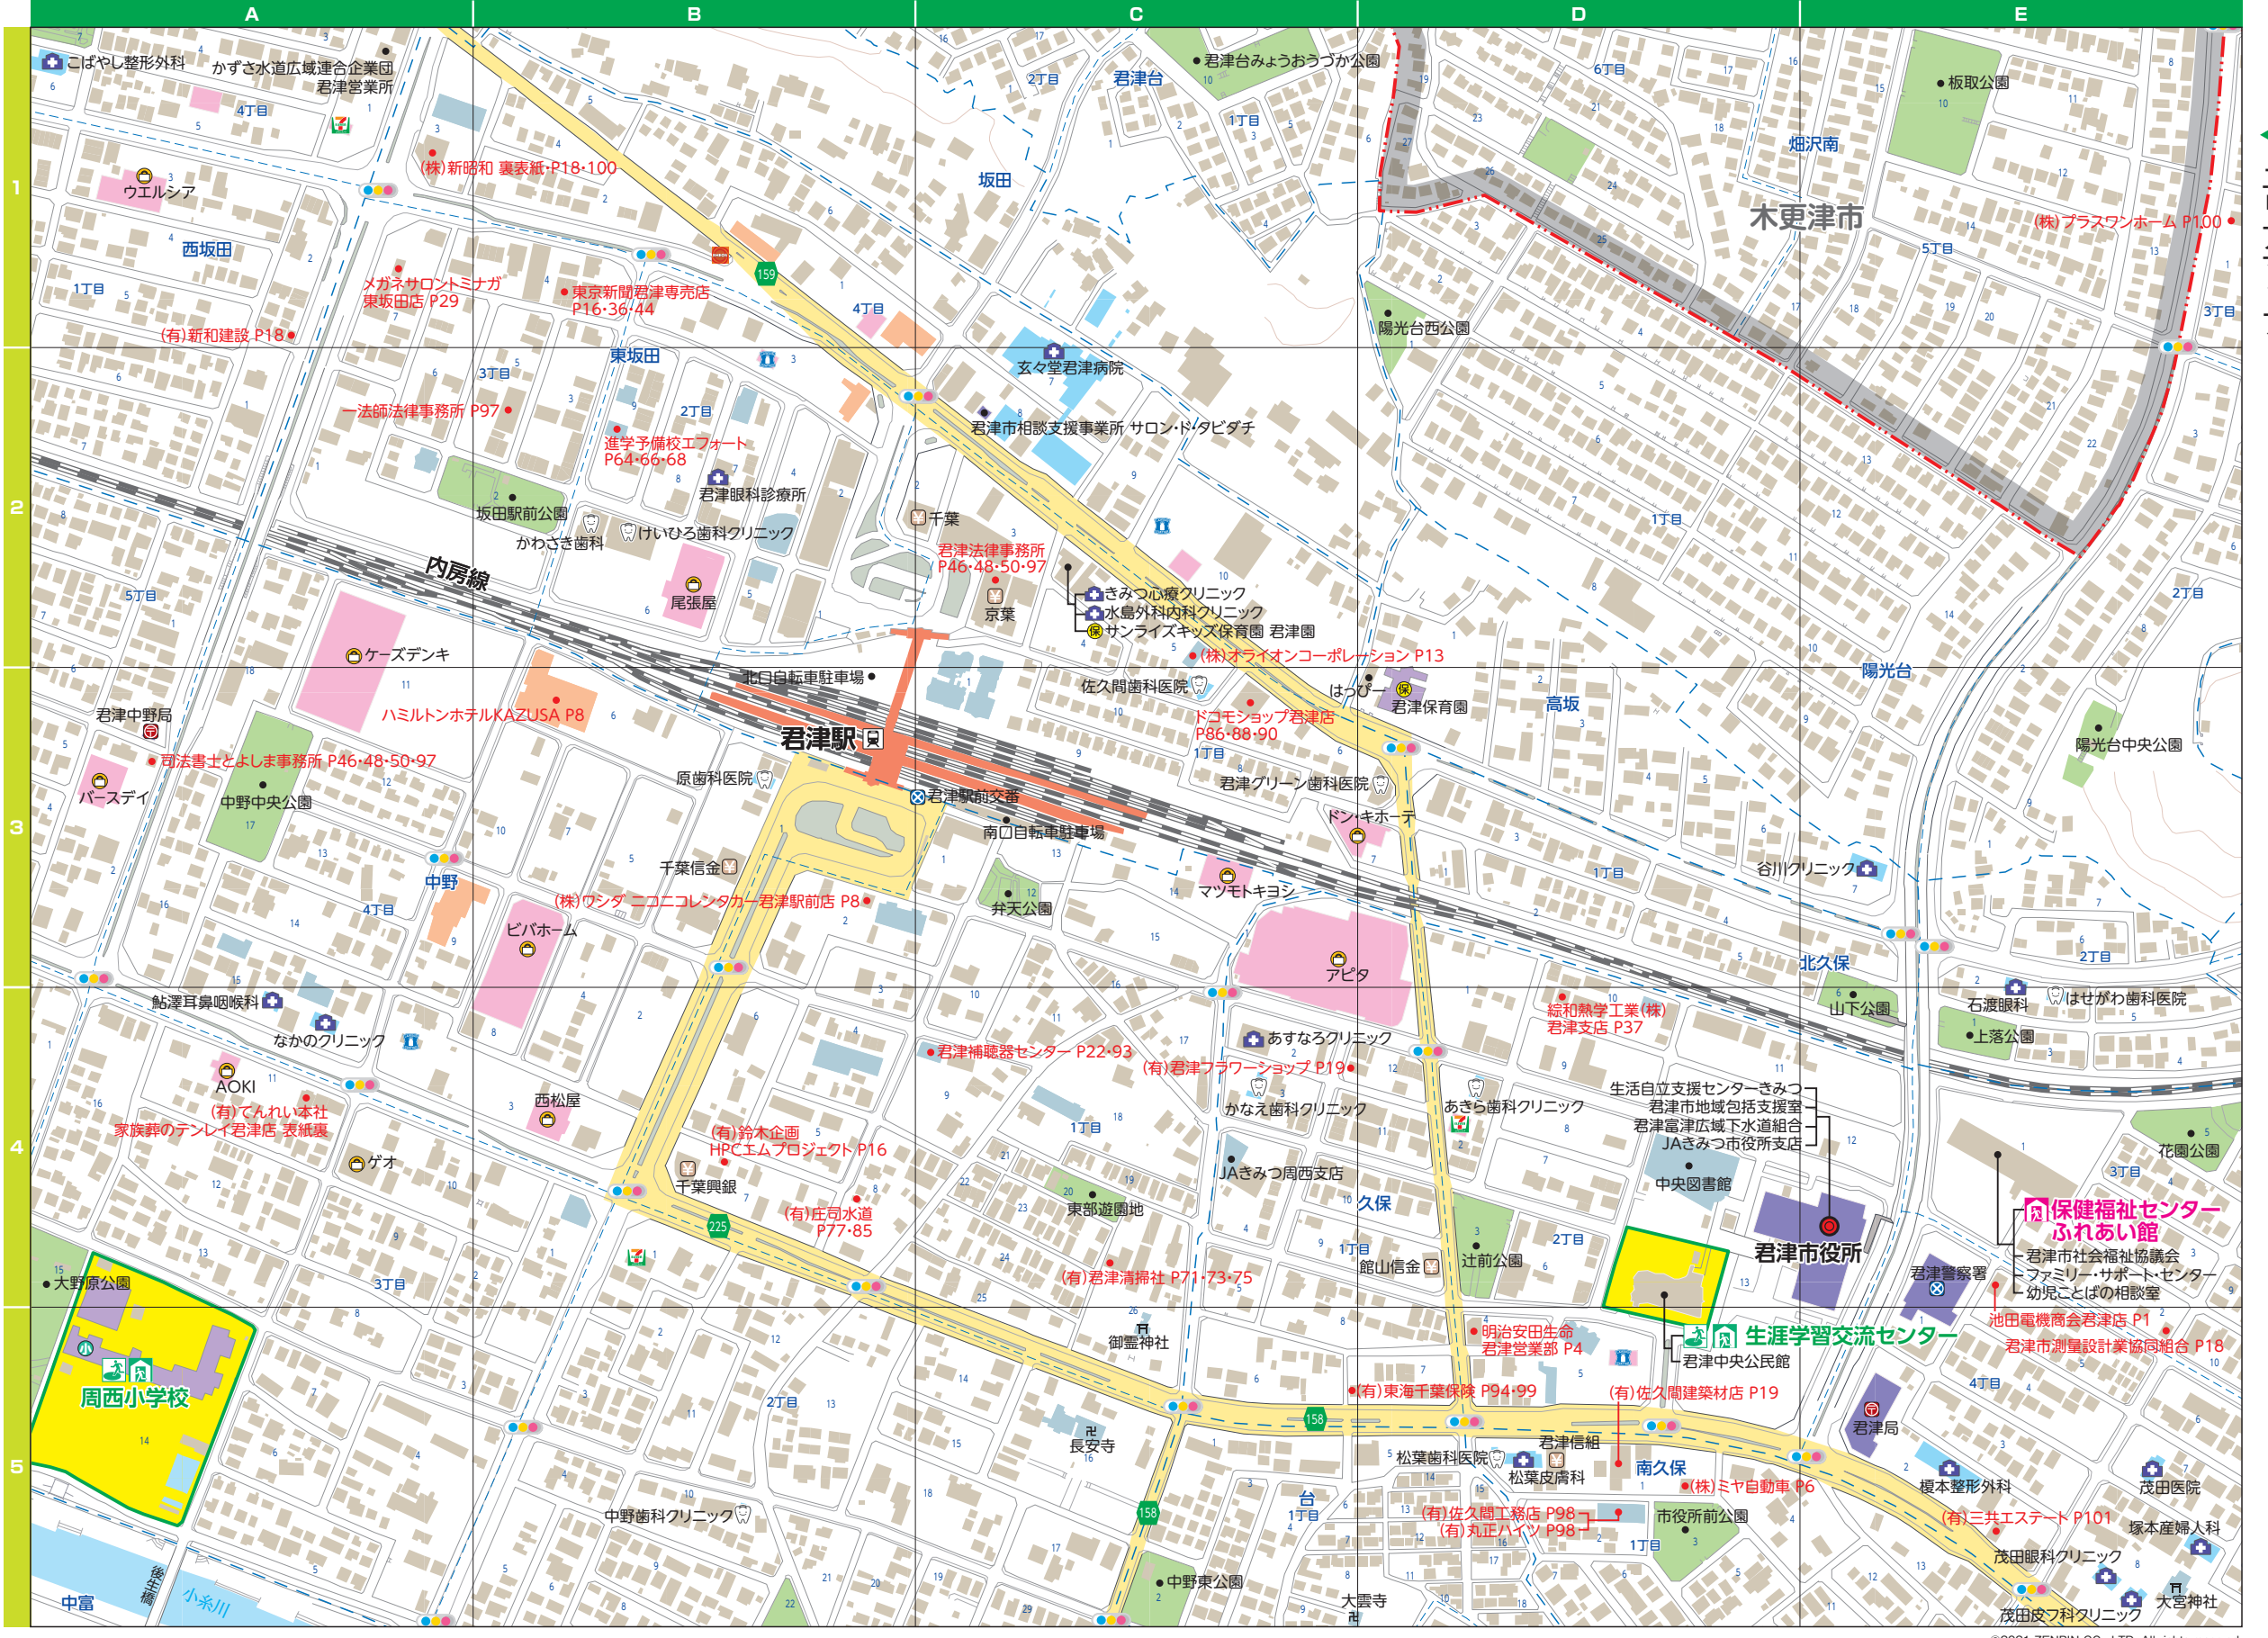 A
B
C
D
E
1
2
3
4
5
こばやし整形外科
かずさ水道広域連合企業団
君津営業所
4丁目
(株)新昭和 裏表紙・P18・100
ウエルシア
西坂田
1丁目
メガネサロントミナガ
東坂田店 P29
東京新聞君津専売店
P16・36・44
(有)新和建設 P18
159
4丁目
坂田
君津台
2丁目
1丁目
君津台みょうおうづか公園
6丁目
畑沢南
板取公園
木更津市
(株)プラスワンホーム P100
5丁目
3丁目
陽光台西公園
東坂田
3丁目
2丁目
一法師法律事務所 P97
進学予備校エフォート
P64・66・68
君津眼科診療所
坂田駅前公園
かわさき歯科
けいひろ歯科クリニック
尾張屋
内房線
5丁目
ケーズデンキ
玄々堂君津病院
君津市相談支援事業所 サロン・ド・タビダチ
千葉
君津法律事務所
P46・48・50・97
京葉
きみつ心療クリニック
水島外科内科クリニック
サンライズキッズ保育園 君津園
(株)オライオンコーポレーション P13
1丁目
2丁目
陽光台
高坂
北口自転車駐車場
君津駅
ハミルトンホテルKAZUSA P8
君津中野局
司法書士とよしま事務所 P46・48・50・97
バースデイ
中野中央公園
原歯科医院
君津駅前交番
南口自転車駐車場
佐久間歯科医院
ドコモショップ君津店
P86・88・90
1丁目
はっぴー
君津保育園
君津グリーン歯科医院
ドン・キホーテ
陽光台中央公園
谷川クリニック
1丁目
中野
4丁目
千葉信金
(株)ワシダ ニコニコレンタカー君津駅前店 P8
弁天公園
マツモトキヨシ
ビバホーム
アピタ
北久保
2丁目
鮎澤耳鼻咽喉科
なかのクリニック
AOKI
(有)てんれい本社
家族葬のテンレイ君津店 表紙裏
ゲオ
西松屋
(有)鈴木企画
HPCエムプロジェクト P16
千葉興銀
(有)庄司水道
P77・85
225
君津補聴器センター P22・93
あすなろクリニック
(有)君津フラワーショップ P19
かなえ歯科クリニック
1丁目
JAきみつ周西支店
東部遊園地
(有)君津清掃社 P71・73・75
総和熱学工業(株)
君津支店 P37
山下公園
石渡眼科
はせがわ歯科医院
上落公園
あきら歯科クリニック
生活自立支援センターきみつ
君津市地域包括支援室
君津富津広域下水道組合
JAきみつ市役所支店
中央図書館
久保
1丁目
館山信金
辻前公園
2丁目
君津市役所
花園公園
3丁目
保健福祉センター
ふれあい館
君津市社会福祉協議会
ファミリー・サポート・センター
幼児ことばの相談室
君津警察署
大野原公園
3丁目
周西小学校
小
御霊神社
池田電機商会君津店 P1
君津市測量設計業協同組合 P18
明治安田生命
君津営業部 P4
生涯学習交流センター
君津中央公民館
(有)東海千葉保険 P94・99
(有)佐久間建築材店 P19
4丁目
君津局
2丁目
158
長安寺
松葉歯科医院
松葉皮膚科
君津信組
南久保
(株)ミヤ自動車 P6
榎本整形外科
茂田医院
中野歯科クリニック
158
台
1丁目
(有)佐久間工務店 P98
(有)丸正ハイツ P98
市役所前公園
1丁目
(有)三共エステート P101
塚本産婦人科
茂田眼科クリニック
中富
後生橋
小糸川
中野東公園
大雲寺
茂田皮フ科クリニック
大宮神社